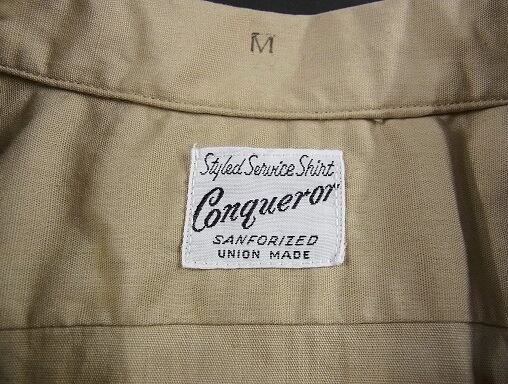 M
Styled Service Shirt
Conqueror
SANFORIZED
UNION MADE